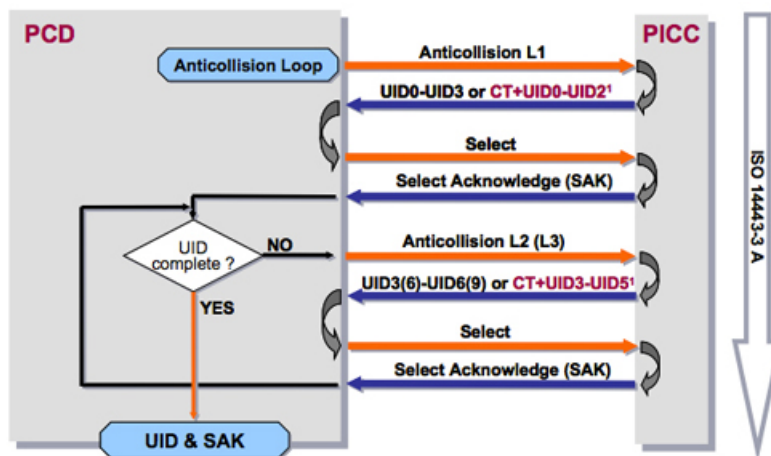 PCD
PICC
Anticollision Loop
Anticollision L1
UID0-UID3 or CT+UID0-UID2¹
Select
Select Acknowledge (SAK)
UID
complete ?
NO
Anticollision L2 (L3)
UID3(6)-UID6(9) or CT+UID3-UID5¹
YES
Select
Select Acknowledge (SAK)
UID & SAK
ISO 14443-3 A